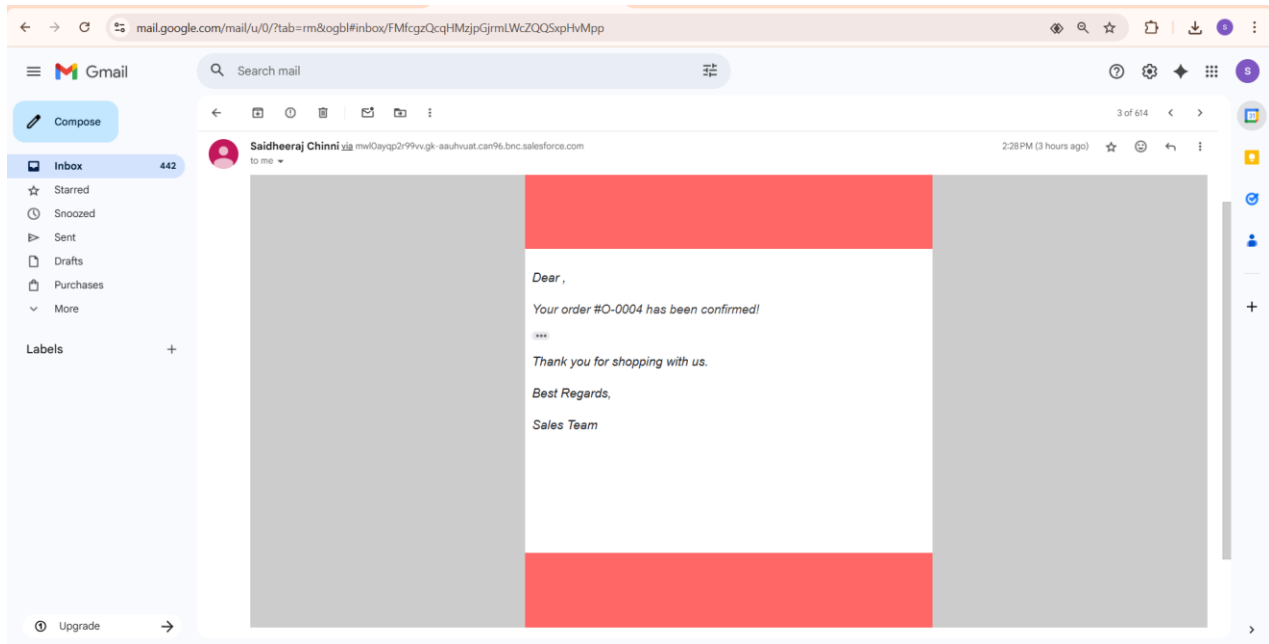 mail.google.com/mail/u/0/?tab=rm&ogbl#inbox/FMfcgzQcqHMzjpGjrmLWcZQQSxpHvMpp
S
Gmail
Search mail
S
Compose
3 of 614
31
Saidheeraj Chinni via mwl0ayqp2r99vv.gk-aauhvuat.can96.bnc.salesforce.com
2:28 PM (3 hours ago)
to me
Inbox 442
Starred
Snoozed
Sent
Drafts
Purchases
More
Labels
Dear ,
Your order #O-0004 has been confirmed!
Thank you for shopping with us.
Best Regards,
Sales Team
Upgrade